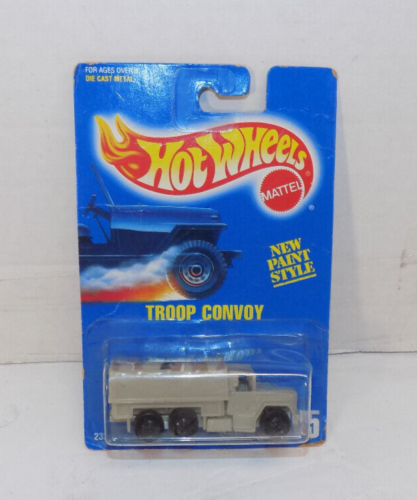 FOR AGES OVER 3
DIE CAST METAL
HOT WHEELS
MATTEL
®
NEW
PAINT
STYLE
TROOP CONVOY